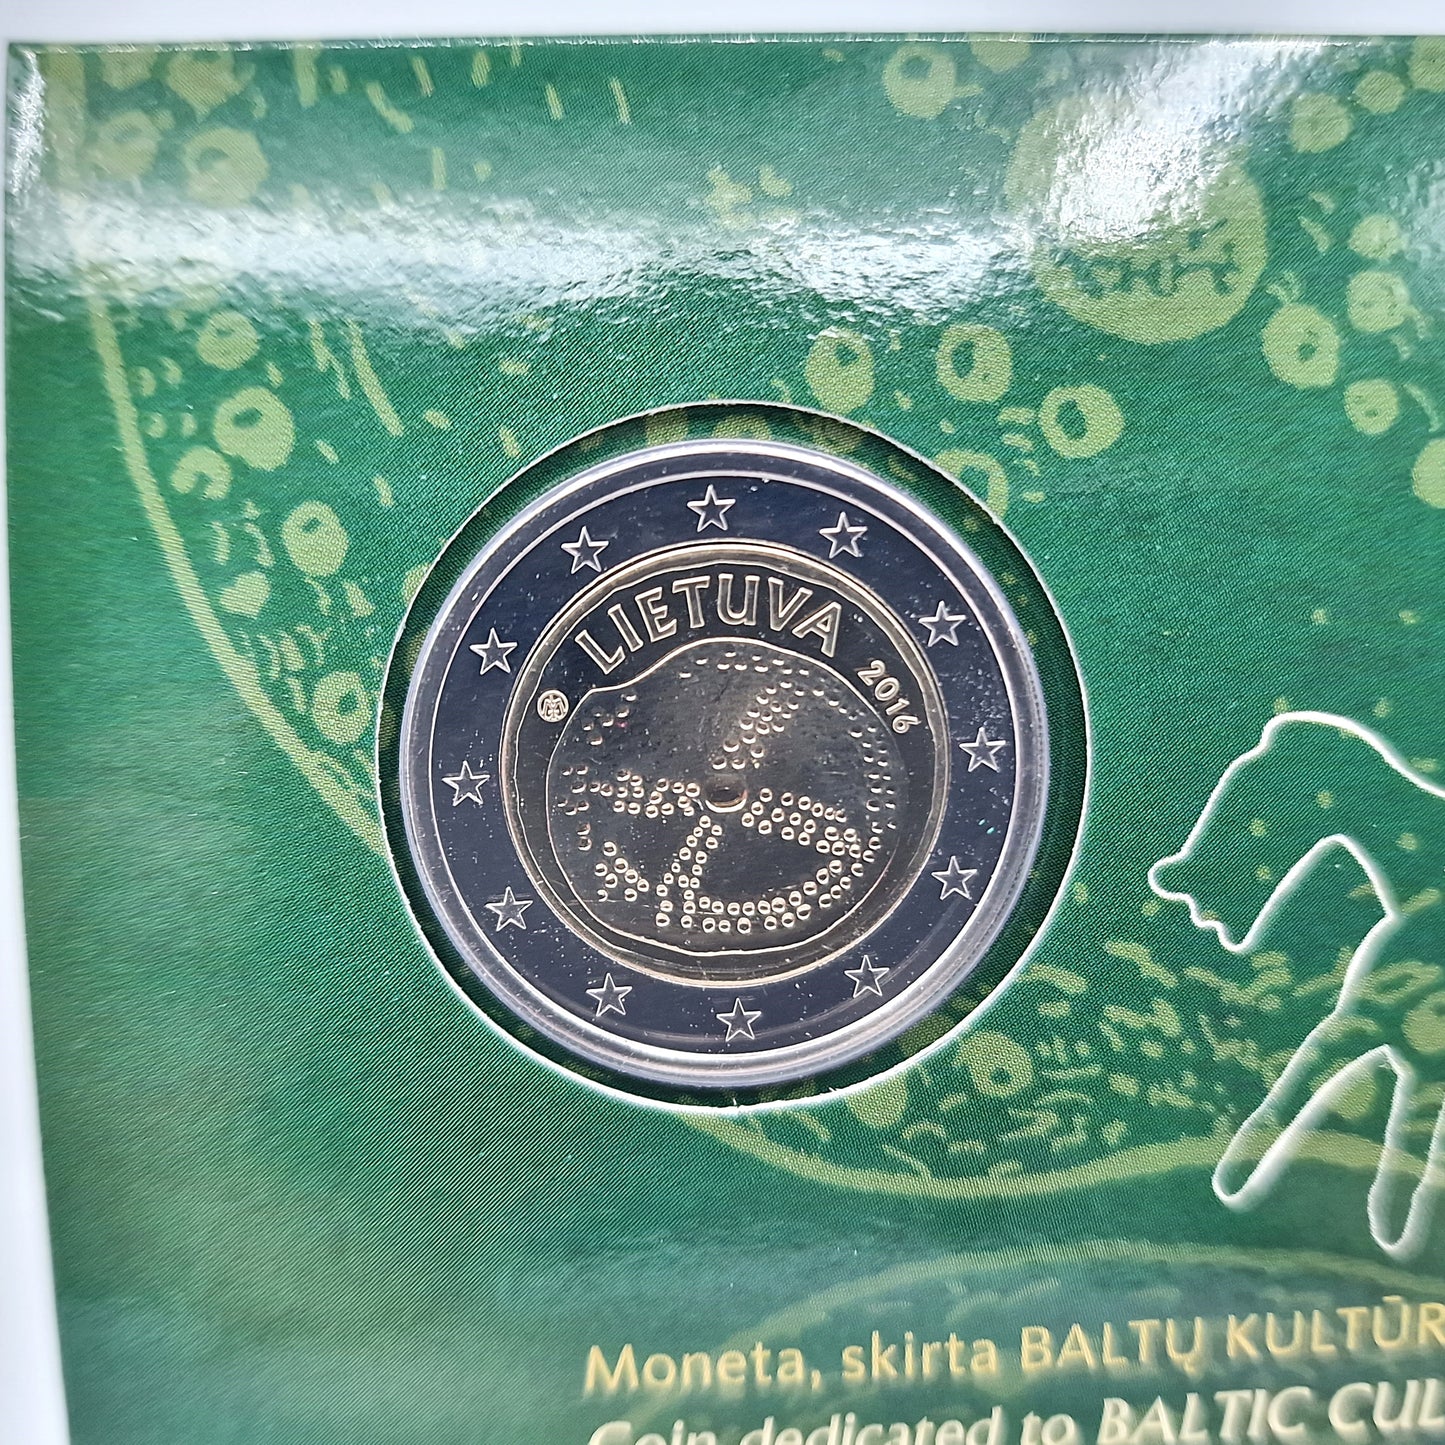 LIETUVA 2016
Moneta, skirta BALTŲ KULTŪR
Coin dedicated to BALTIC CUL